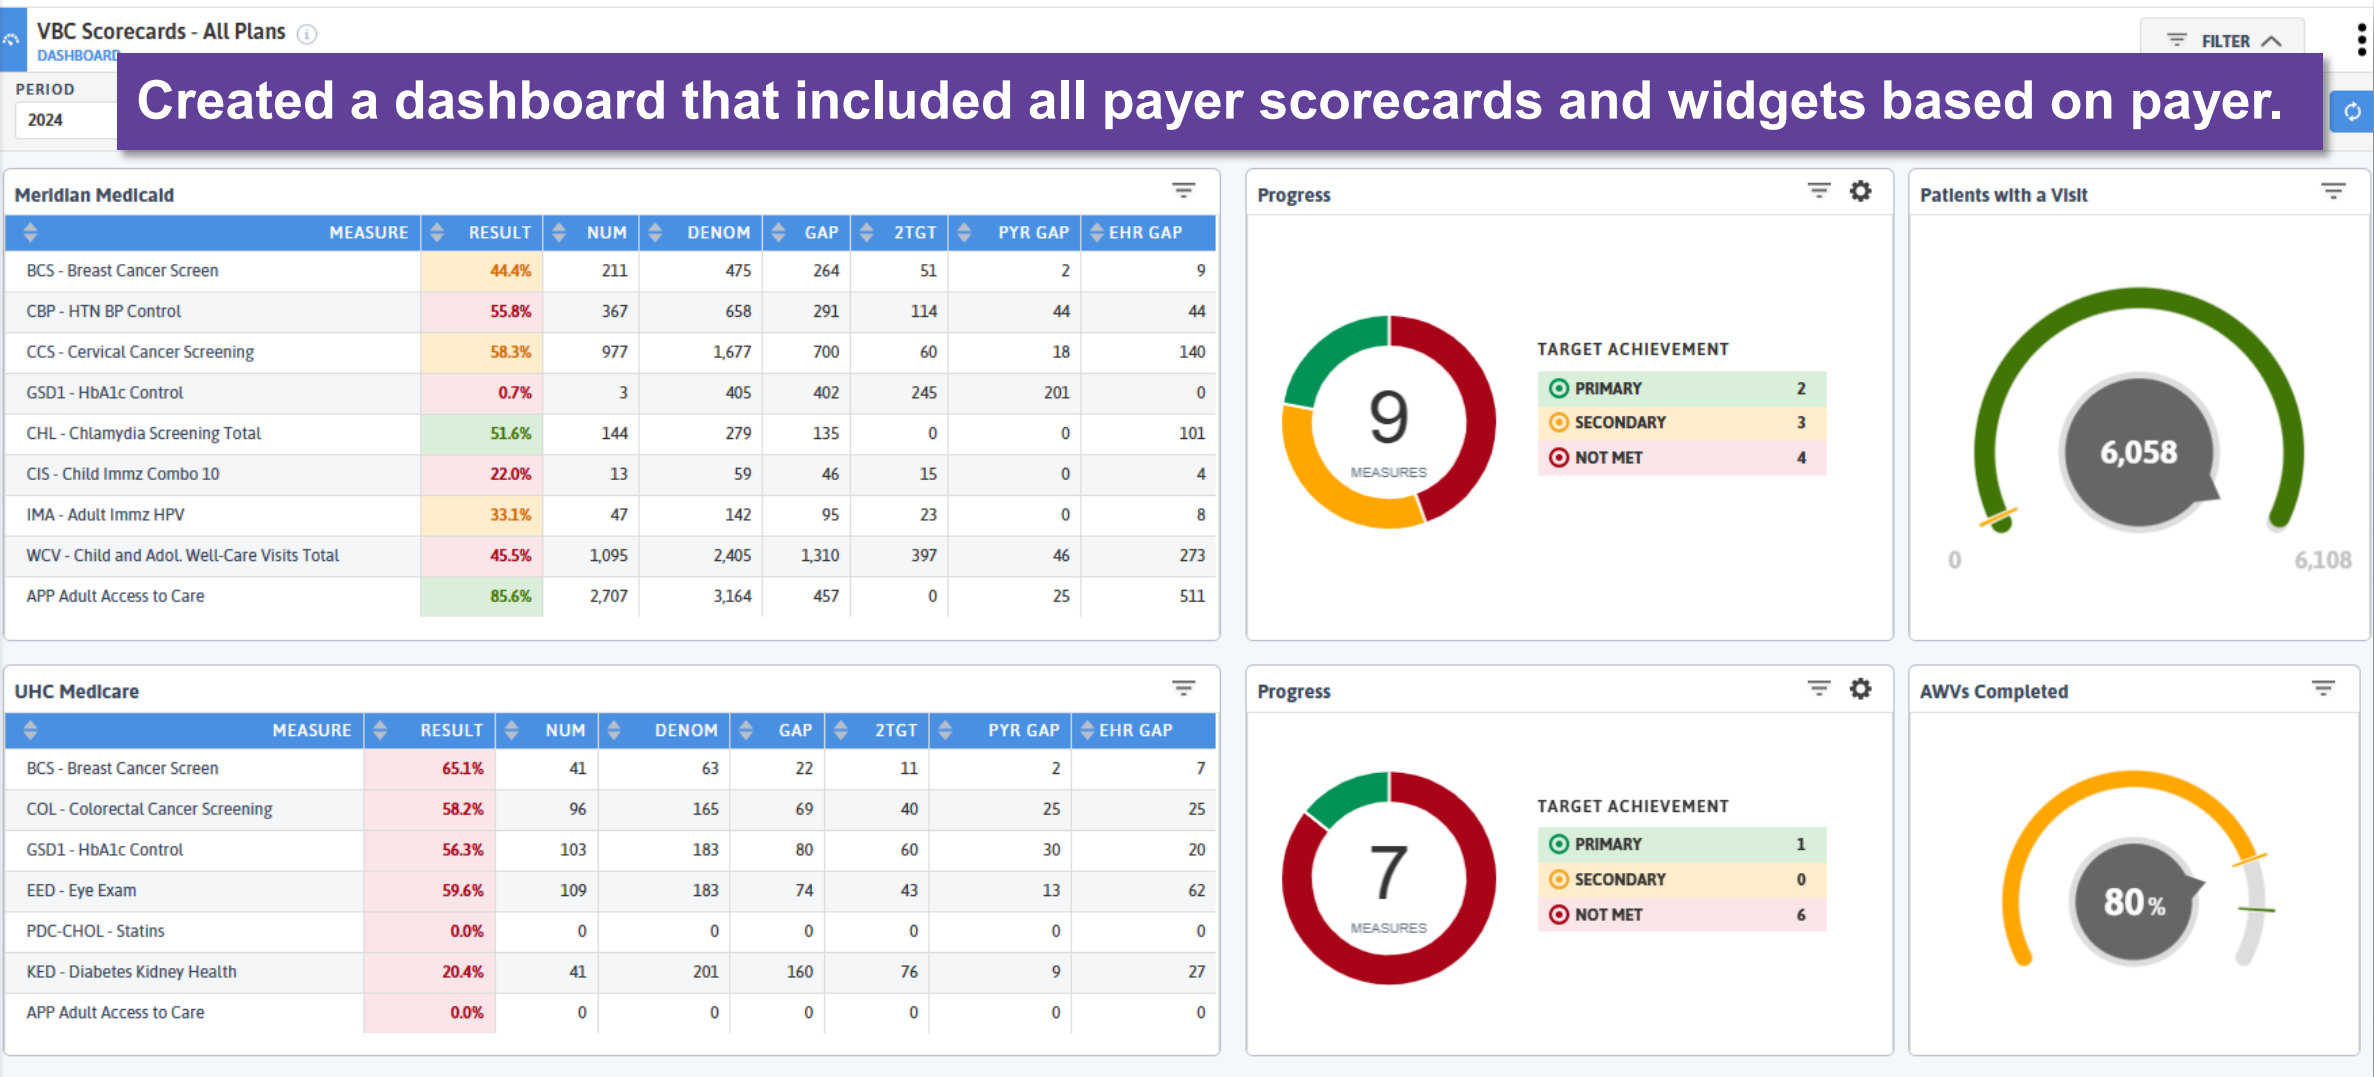 VBC Scorecards - All Plans
DASHBOARD
FILTER
Created a dashboard that included all payer scorecards and widgets based on payer.
PERIOD
2024
Meridian Medicaid
MEASURE RESULT NUM DENOM GAP 2TGT PYR GAP EHR GAP
BCS - Breast Cancer Screen 44.4% 211 475 264 51 2 9
CBP - HTN BP Control 55.8% 367 658 291 114 44 44
CCS - Cervical Cancer Screening 58.3% 977 1,677 700 60 18 140
GSD1 - HbA1c Control 0.7% 3 405 402 245 201 0
CHL - Chlamydia Screening Total 51.6% 144 279 135 0 0 101
CIS - Child Immz Combo 10 22.0% 13 59 46 15 0 4
IMA - Adult Immz HPV 33.1% 47 142 95 23 0 8
WCV - Child and Adol. Well-Care Visits Total 45.5% 1,095 2,405 1,310 397 46 273
APP Adult Access to Care 85.6% 2,707 3,164 457 0 25 511
Progress
9
MEASURES
TARGET ACHIEVEMENT
PRIMARY 2
SECONDARY 3
NOT MET 4
Patients with a Visit
6,058
0 6,108
UHC Medicare
MEASURE RESULT NUM DENOM GAP 2TGT PYR GAP EHR GAP
BCS - Breast Cancer Screen 65.1% 41 63 22 11 2 7
COL - Colorectal Cancer Screening 58.2% 96 165 69 40 25 25
GSD1 - HbA1c Control 56.3% 103 183 80 60 30 20
EED - Eye Exam 59.6% 109 183 74 43 13 62
PDC-CHOL - Statins 0.0% 0 0 0 0 0 0
KED - Diabetes Kidney Health 20.4% 41 201 160 76 9 27
APP Adult Access to Care 0.0% 0 0 0 0 0 0
Progress
7
MEASURES
TARGET ACHIEVEMENT
PRIMARY 1
SECONDARY 0
NOT MET 6
AWVs Completed
80%